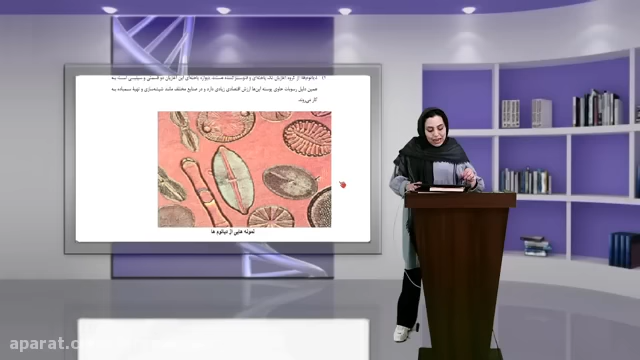 ۱) دیاتوم‌ها از گروه آغازیان تک یاخته‌ای و فتوسنتزکننده هستند. دیواره یاخته‌ای این آغازیان دو قسمتی و سیلیسی است. به
همین دلیل رسوبات حاوی پوسته این‌ها ارزش اقتصادی زیادی دارد و در صنایع مختلف مانند شیشه‌سازی و تهیهٔ سمباده به
کار می‌روند.
نمونه هایی از دیاتوم ها
aparat.com